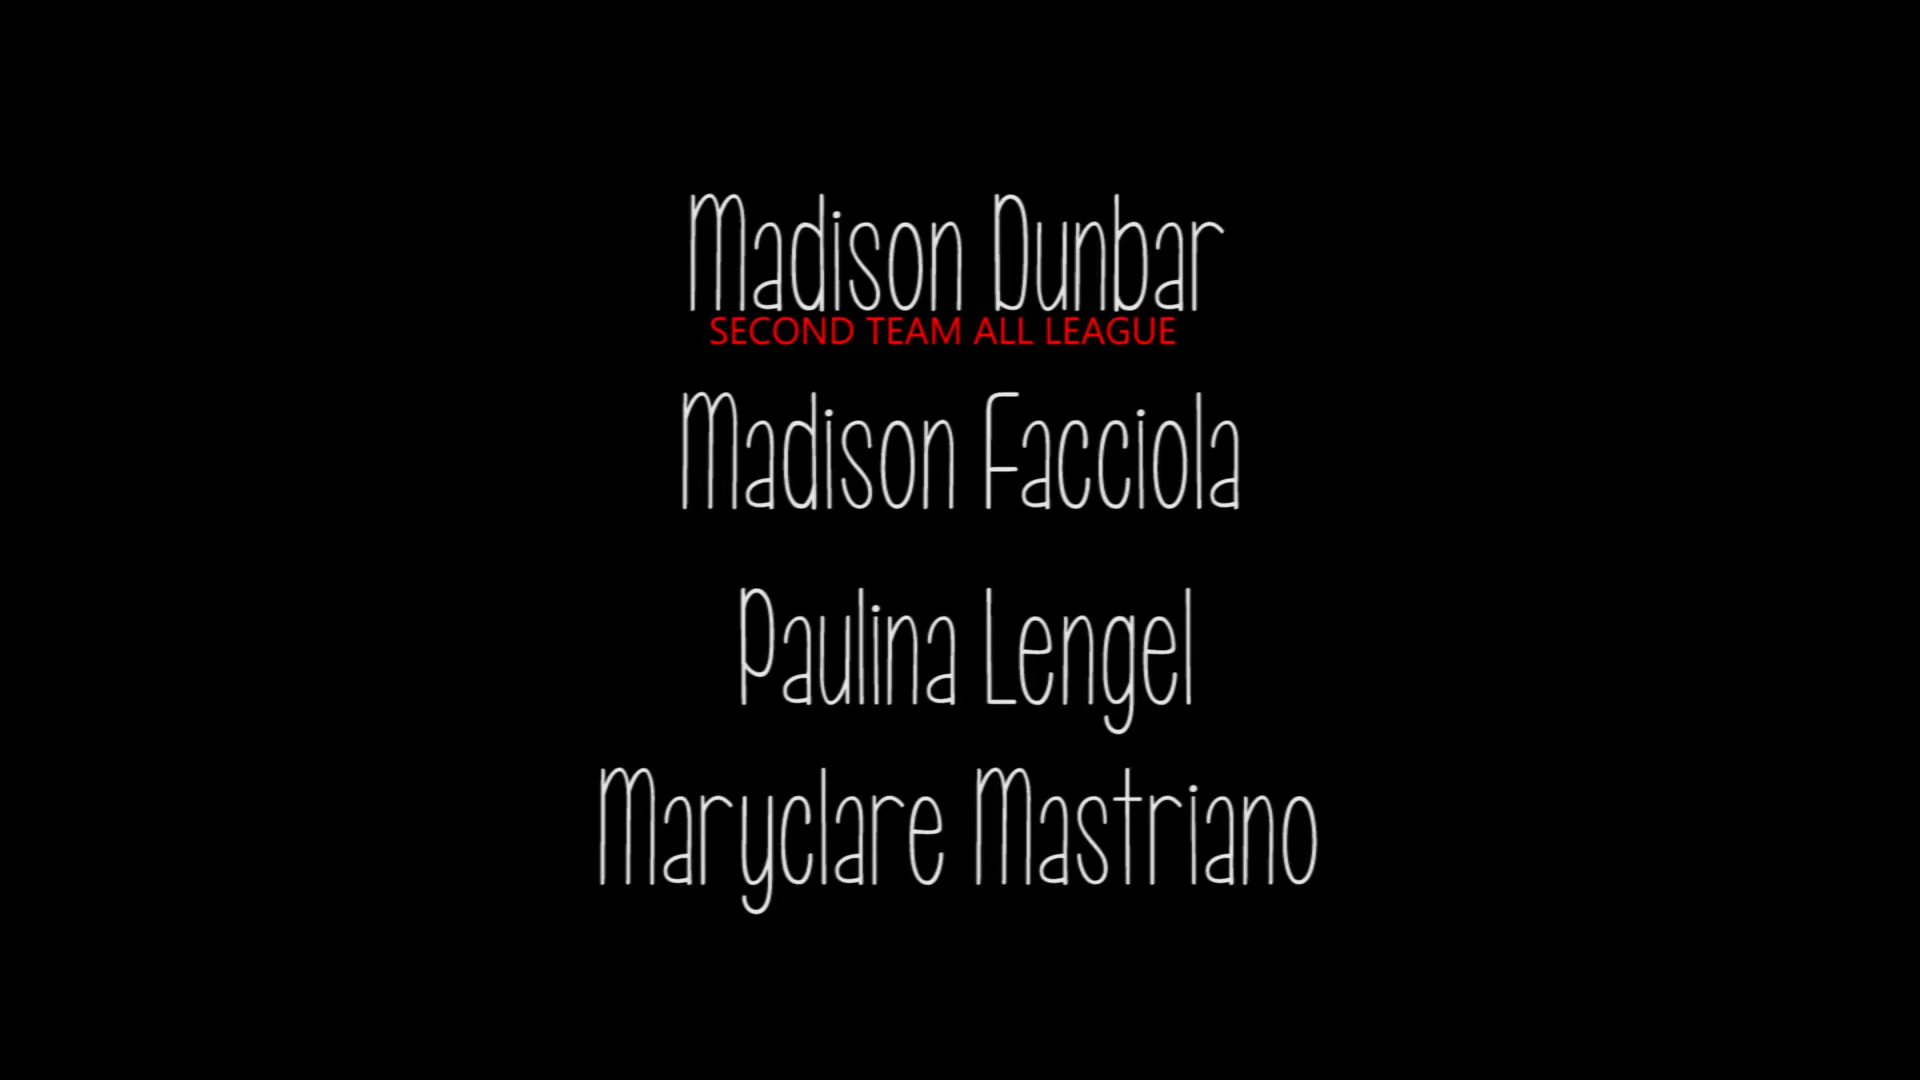 Madison Dunbar
SECOND TEAM ALL LEAGUE
Madison Facciola
Paulina Lengel
Maryclare Mastriano